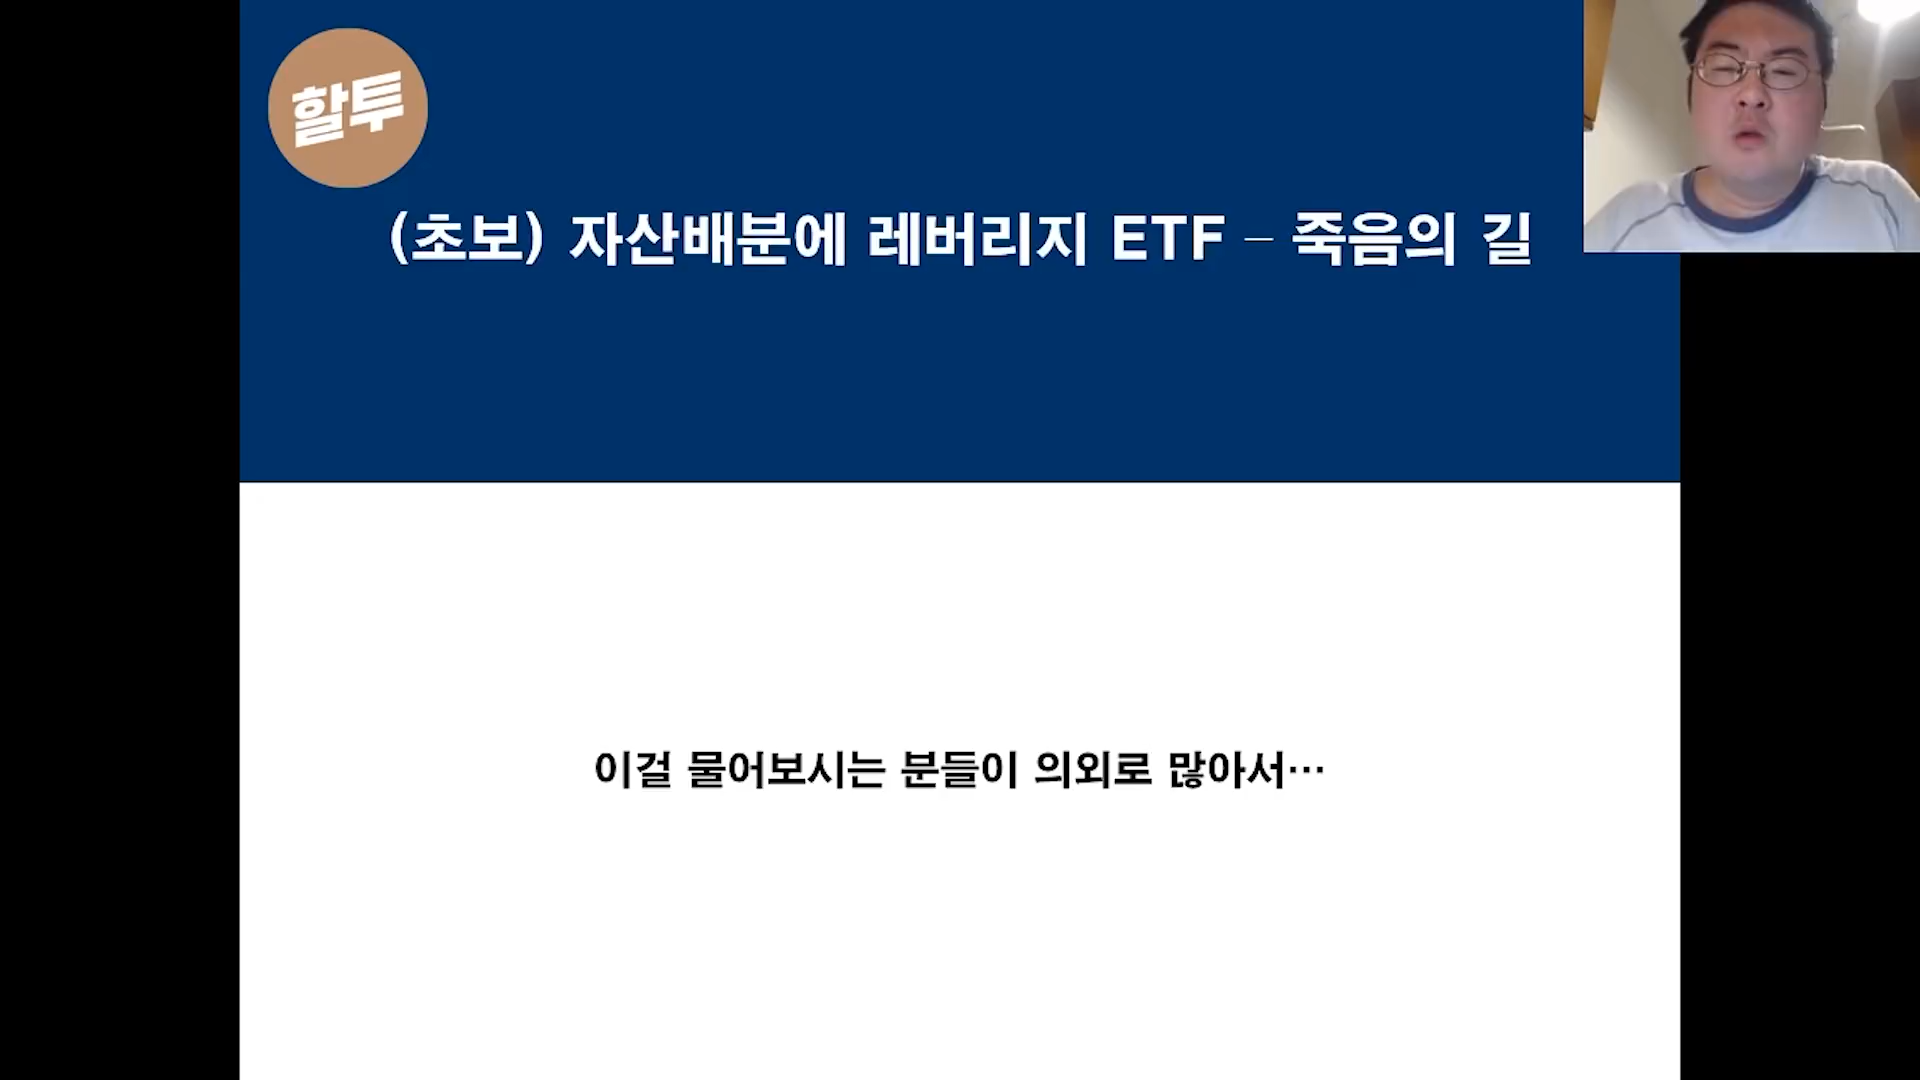 할투
(초보) 자산배분에 레버리지 ETF – 죽음의 길
이걸 물어보시는 분들이 의외로 많아서…